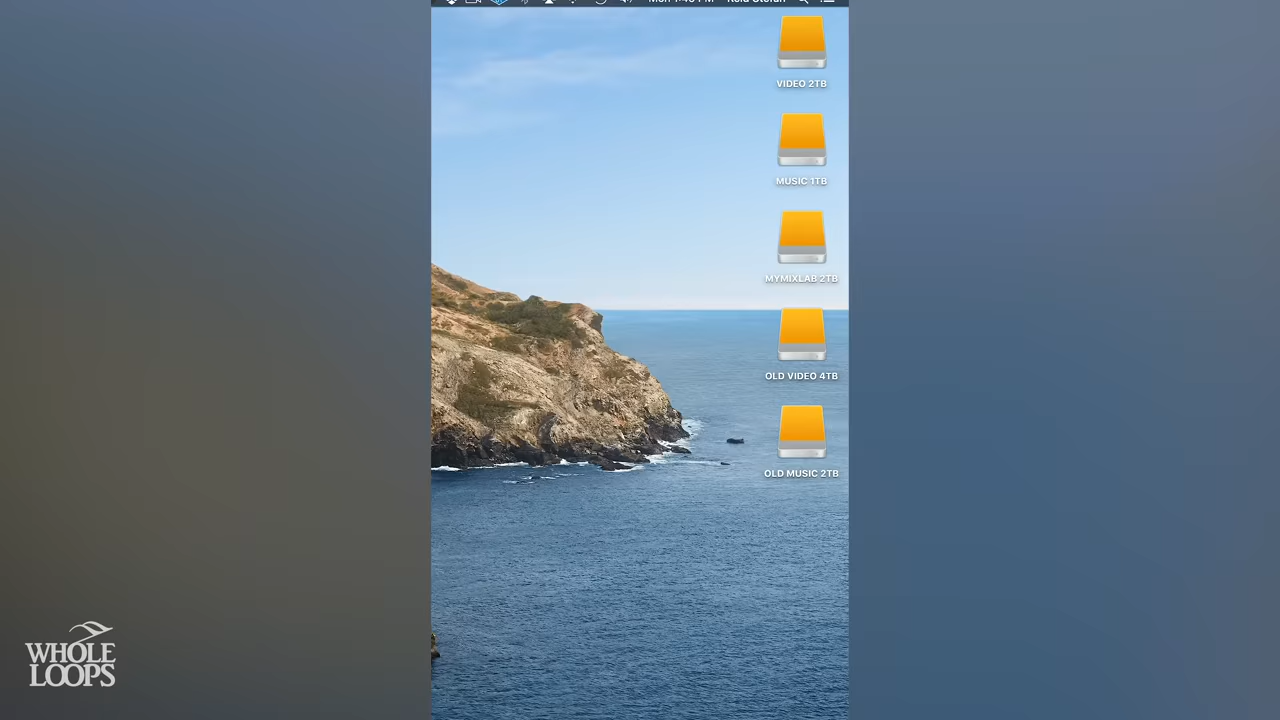 VIDEO 2TB
MUSIC 1TB
MYMIXLAB 2TB
OLD VIDEO 4TB
OLD MUSIC 2TB
WHOLE
LOOPS